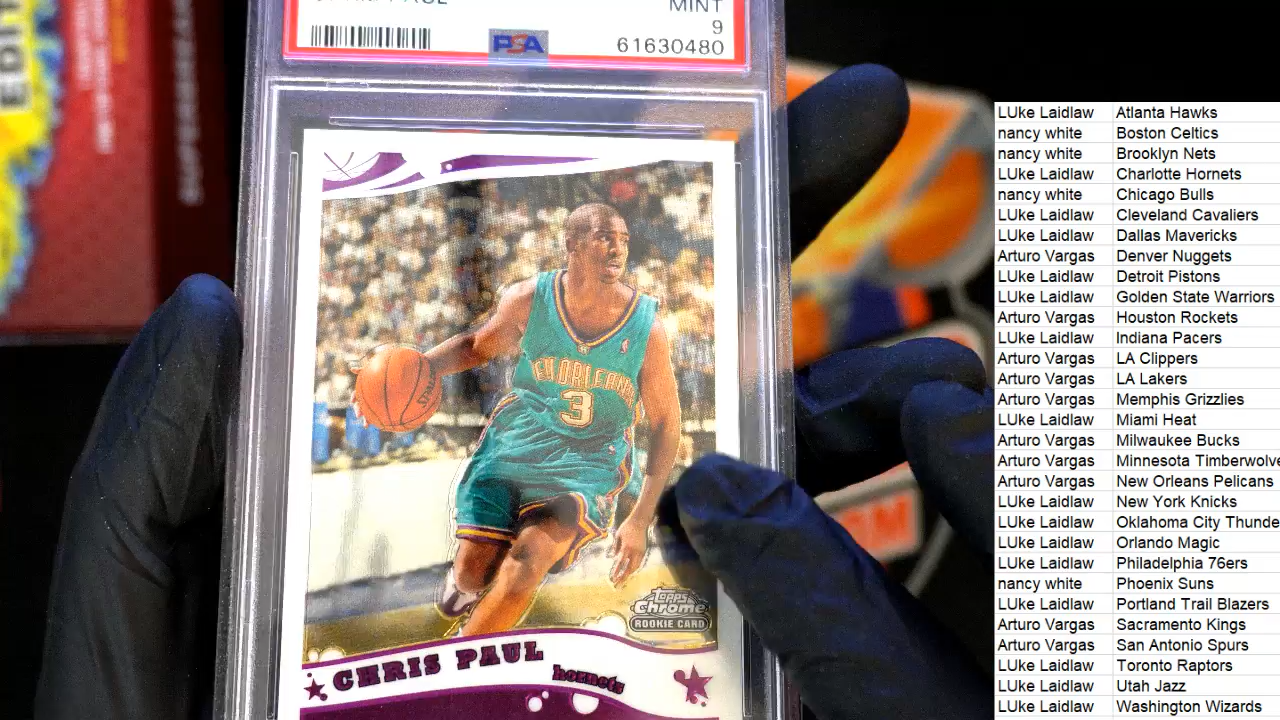 MINT
9
PSA
61630480
NEW ORLEANS
3
Topps
Chrome
ROOKIE CARD
CHRIS PAUL
hornets
LUke Laidlaw Atlanta Hawks
nancy white Boston Celtics
nancy white Brooklyn Nets
LUke Laidlaw Charlotte Hornets
nancy white Chicago Bulls
LUke Laidlaw Cleveland Cavaliers
LUke Laidlaw Dallas Mavericks
Arturo Vargas Denver Nuggets
LUke Laidlaw Detroit Pistons
LUke Laidlaw Golden State Warriors
Arturo Vargas Houston Rockets
LUke Laidlaw Indiana Pacers
Arturo Vargas LA Clippers
Arturo Vargas LA Lakers
Arturo Vargas Memphis Grizzlies
LUke Laidlaw Miami Heat
Arturo Vargas Milwaukee Bucks
Arturo Vargas Minnesota Timberwolve
Arturo Vargas New Orleans Pelicans
LUke Laidlaw New York Knicks
LUke Laidlaw Oklahoma City Thunde
LUke Laidlaw Orlando Magic
LUke Laidlaw Philadelphia 76ers
nancy white Phoenix Suns
LUke Laidlaw Portland Trail Blazers
Arturo Vargas Sacramento Kings
Arturo Vargas San Antonio Spurs
LUke Laidlaw Toronto Raptors
LUke Laidlaw Utah Jazz
LUke Laidlaw Washington Wizards